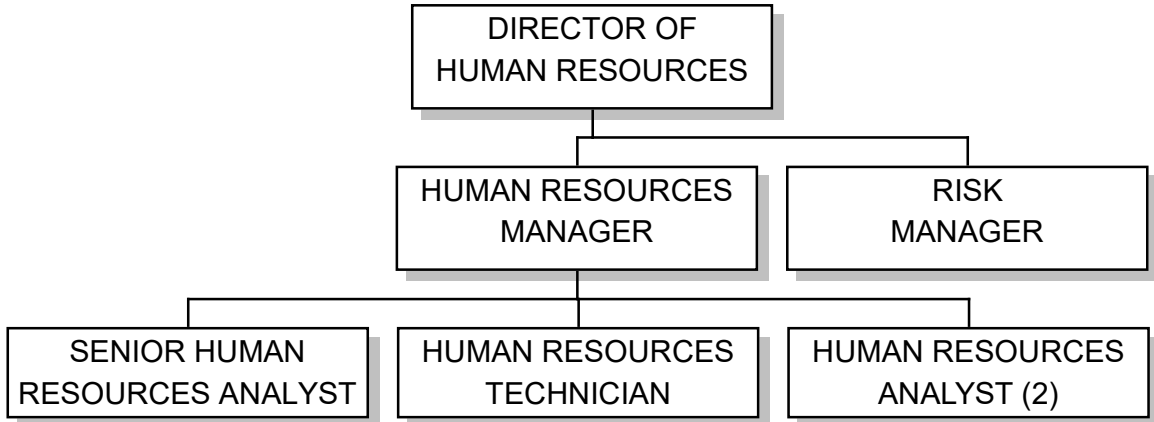 DIRECTOR OF
HUMAN RESOURCES
HUMAN RESOURCES
MANAGER
RISK
MANAGER
SENIOR HUMAN
RESOURCES ANALYST
HUMAN RESOURCES
TECHNICIAN
HUMAN RESOURCES
ANALYST (2)